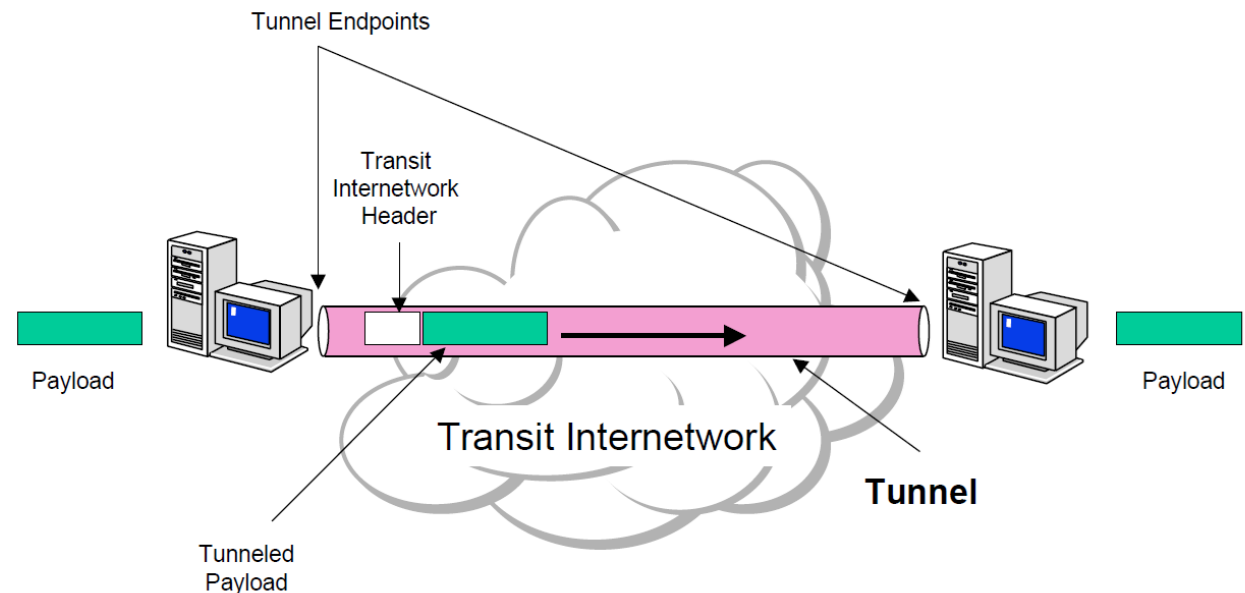 Tunnel Endpoints
Transit
Internetwork
Header
Payload
Payload
Transit Internetwork
Tunnel
Tunneled
Payload